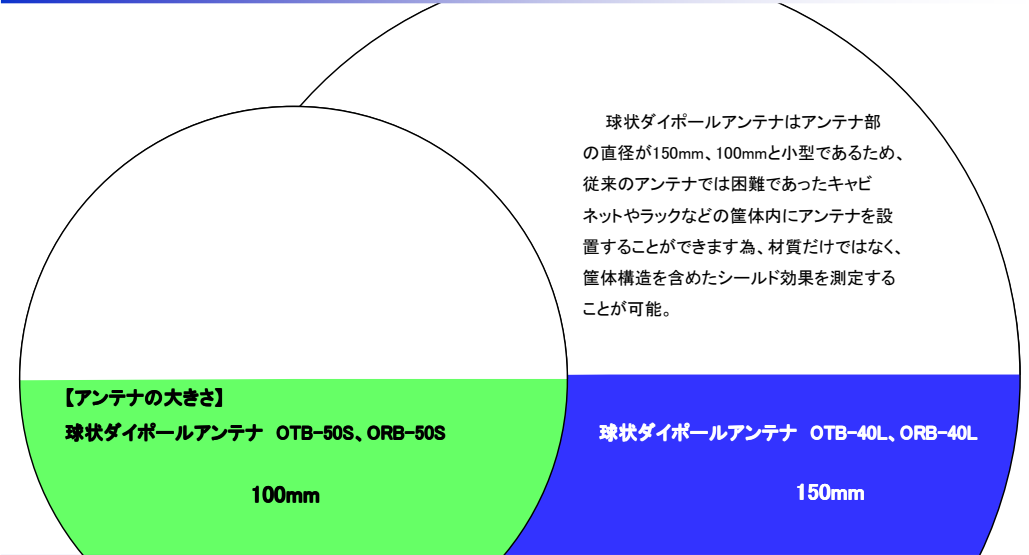 球状ダイポールアンテナはアンテナ部
の直径が150mm、100mmと小型であるため、
従来のアンテナでは困難であったキャビ
ネットやラックなどの筐体内にアンテナを設
置することができます為、材質だけではなく、
筐体構造を含めたシールド効果を測定する
ことが可能。
【アンテナの大きさ】
球状ダイポールアンテナ　OTB-50S、ORB-50S
100mm
球状ダイポールアンテナ　OTB-40L、ORB-40L
150mm